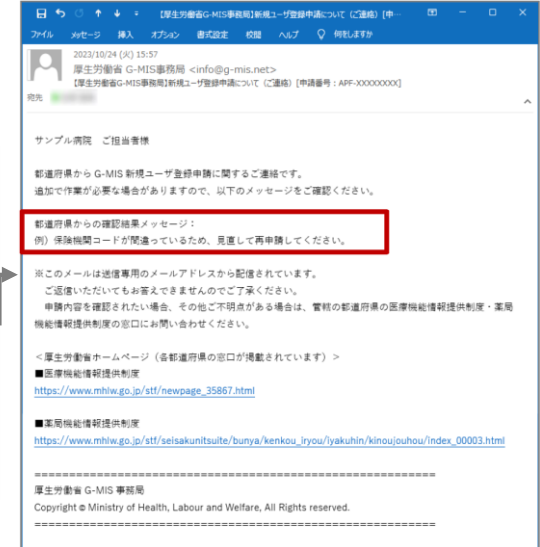 【厚生労働省G-MIS事務局】新規ユーザ登録申請について（ご連絡）[申…
ファイル メッセージ 挿入 オプション 書式設定 校閲 ヘルプ 何をしますか
2023/10/24 (火) 15:57
厚生労働省 G-MIS事務局 <info@g-mis.net>
【厚生労働省G-MIS事務局】新規ユーザ登録申請について（ご連絡）[申請番号：APF-XXXXXXXX]
宛先
サンプル病院　ご担当者様
都道府県から G-MIS 新規ユーザ登録申請に関するご連絡です。
追加で作業が必要な場合がありますので、以下のメッセージをご確認ください。
都道府県からの確認結果メッセージ：
例）保険機関コードが間違っているため、見直して再申請してください。
※このメールは送信専用のメールアドレスから配信されています。
ご返信いただいてもお答えできませんのでご了承ください。
申請内容を確認されたい場合、その他ご不明点がある場合は、管轄の都道府県の医療機能情報提供制度・薬局
機能情報提供制度の窓口にお問い合わせください。
＜厚生労働省ホームページ（各都道府県の窓口が掲載されています）＞
■医療機能情報提供制度
https://www.mhlw.go.jp/stf/newpage_35867.html
■薬局機能情報提供制度
https://www.mhlw.go.jp/stf/seisakunitsuite/bunya/kenkou_iryou/iyakuhin/kinoujouhou/index_00003.html
=========================================================
厚生労働省 G-MIS 事務局
Copyright © Ministry of Health, Labour and Welfare, All Rights reserved.
=========================================================